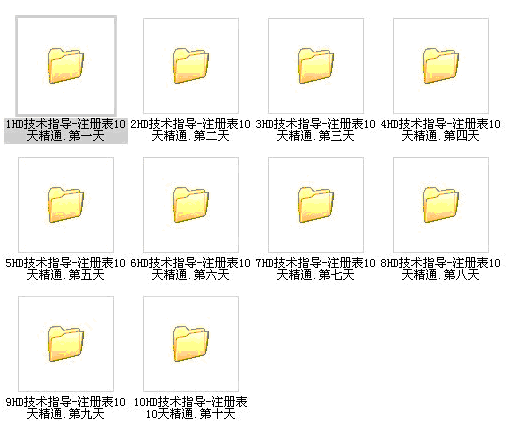 1HD技术指导-注册表10
天精通.第一天
2HD技术指导-注册表10
天精通.第二天
3HD技术指导-注册表10
天精通.第三天
4HD技术指导-注册表10
天精通.第四天
5HD技术指导-注册表10
天精通.第五天
6HD技术指导-注册表10
天精通.第六天
7HD技术指导-注册表10
天精通.第七天
8HD技术指导-注册表10
天精通.第八天
9HD技术指导-注册表10
天精通.第九天
10HD技术指导-注册表
10天精通.第十天